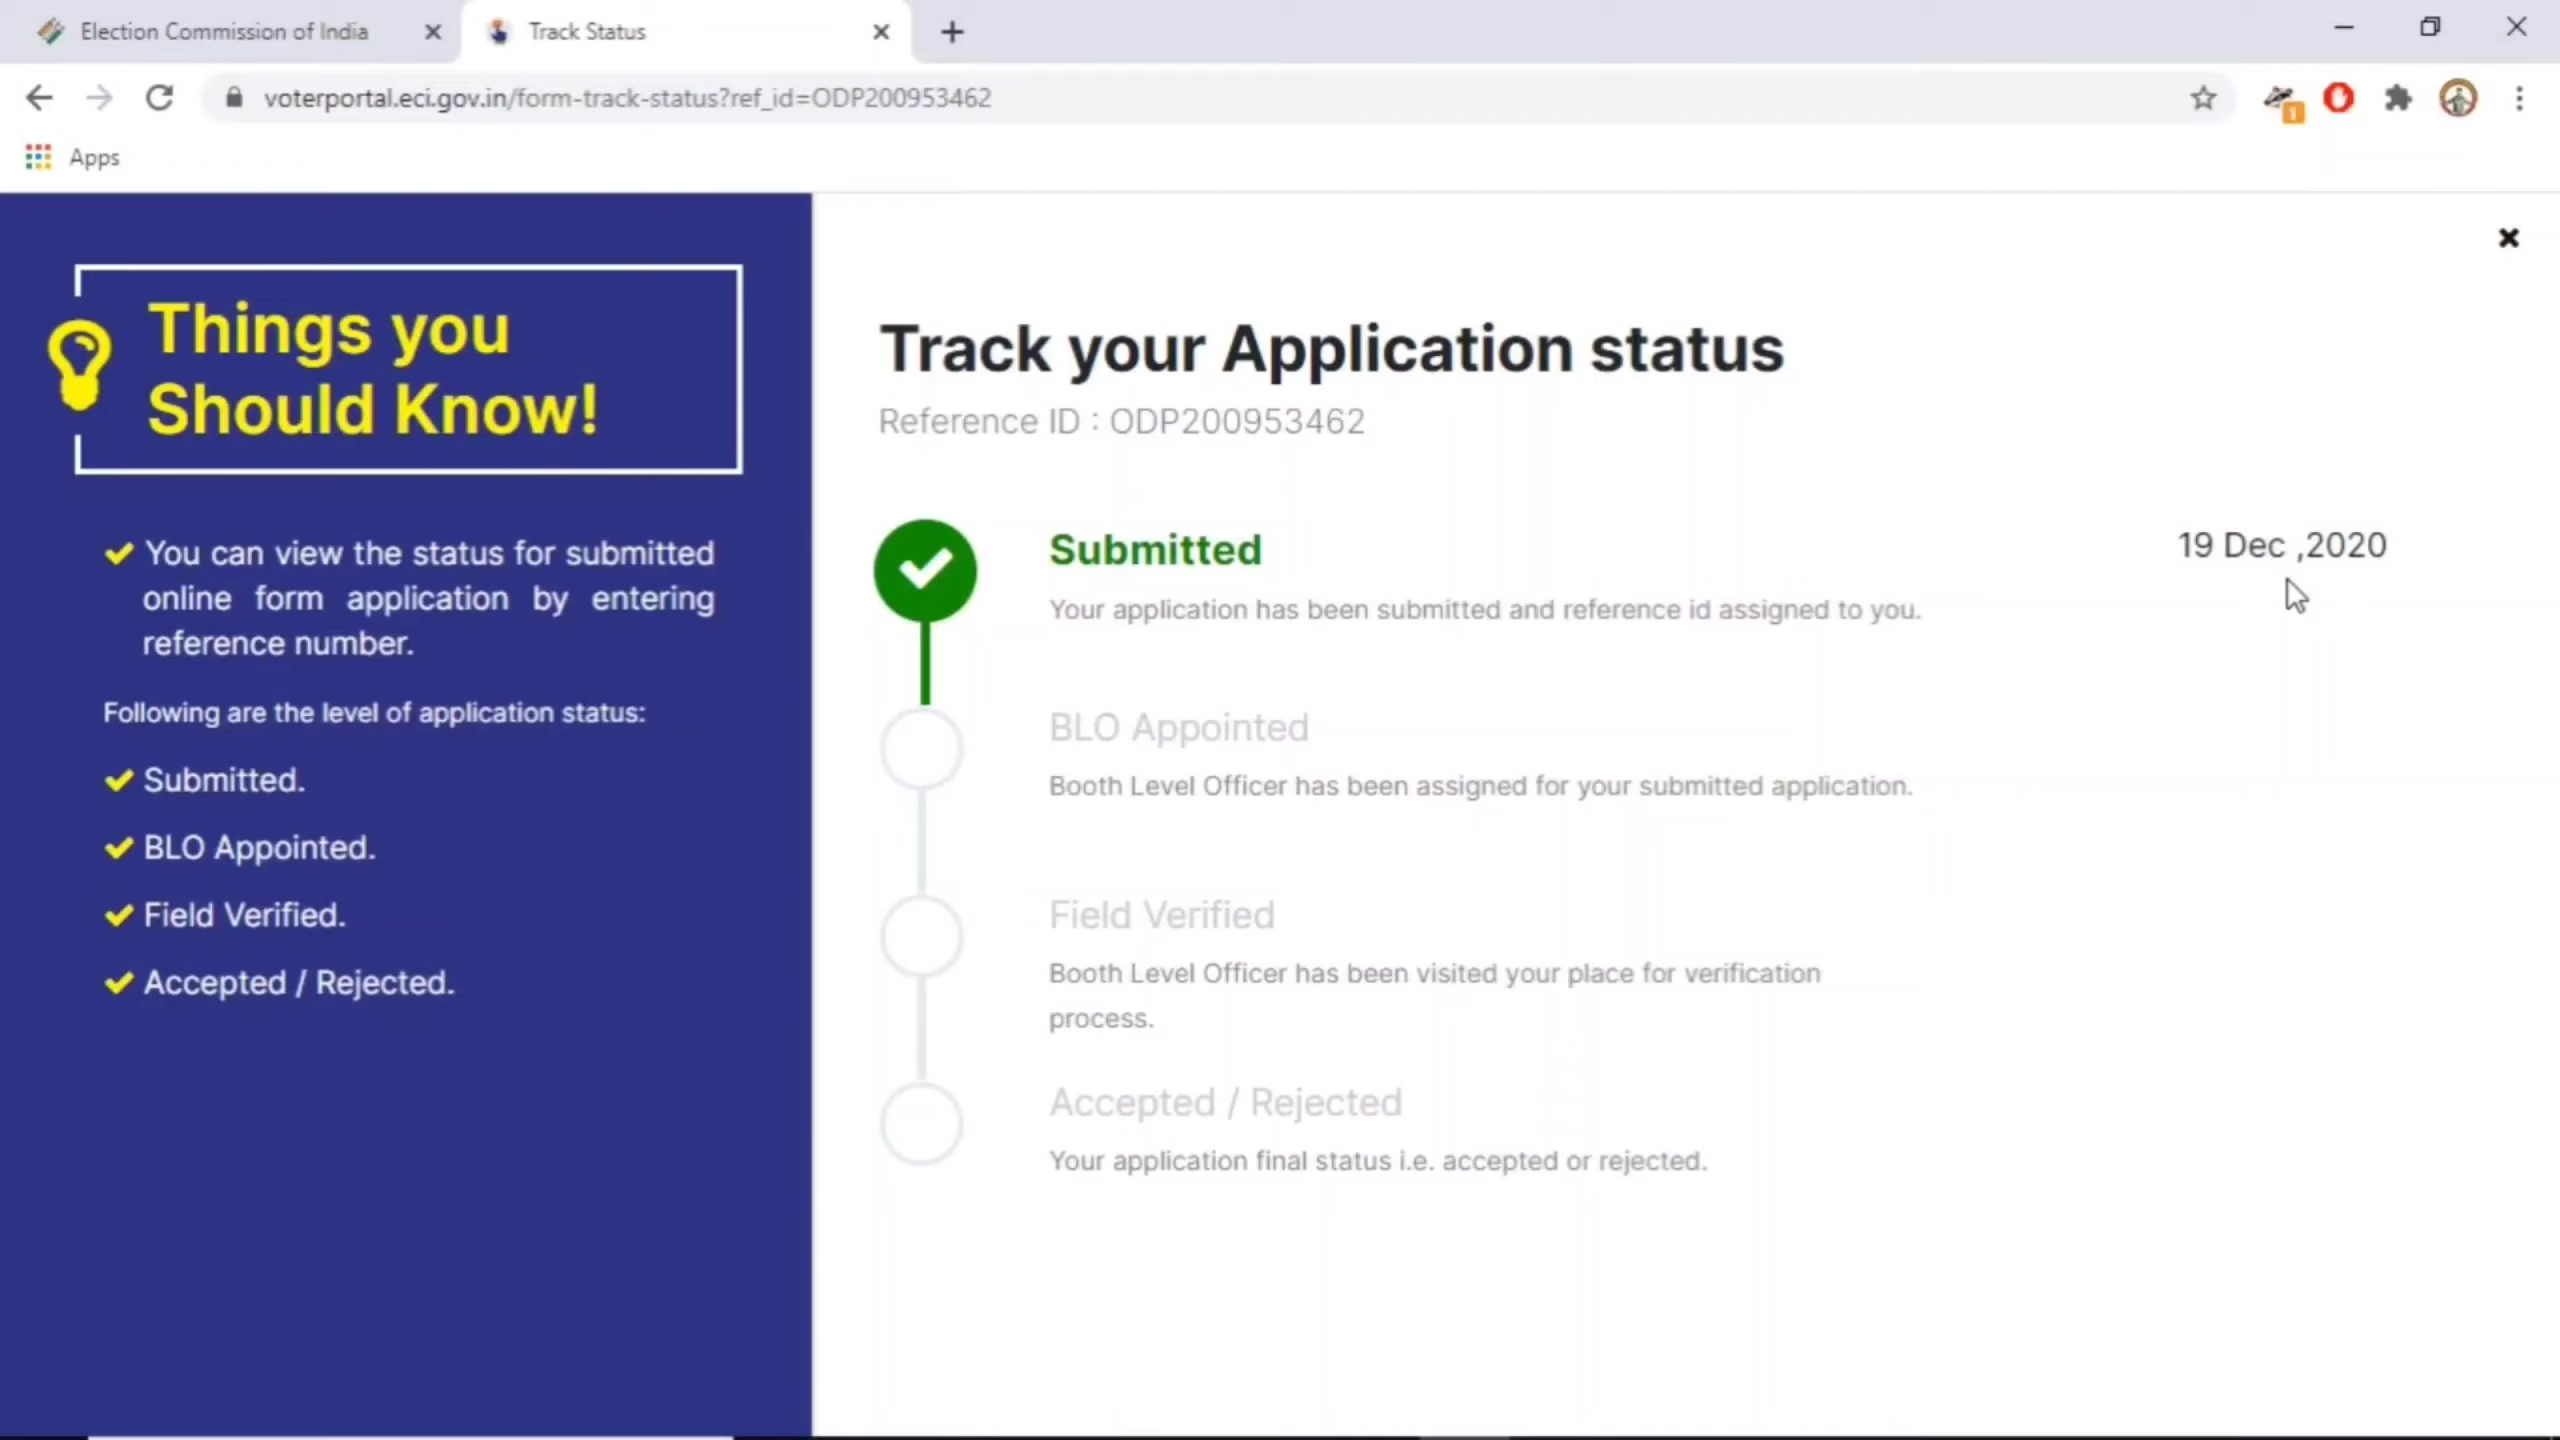 Election Commission of India
Track Status
voterportal.eci.gov.in/form-track-status?ref_id=ODP200953462
1
Apps
Things you
Should Know!
You can view the status for submitted
online form application by entering
reference number.
Following are the level of application status:
Submitted.
BLO Appointed.
Field Verified.
Accepted / Rejected.
Track your Application status
Reference ID : ODP200953462
Submitted
19 Dec ,2020
Your application has been submitted and reference id assigned to you.
BLO Appointed
Booth Level Officer has been assigned for your submitted application.
Field Verified
Booth Level Officer has been visited your place for verification
process.
Accepted / Rejected
Your application final status i.e. accepted or rejected.